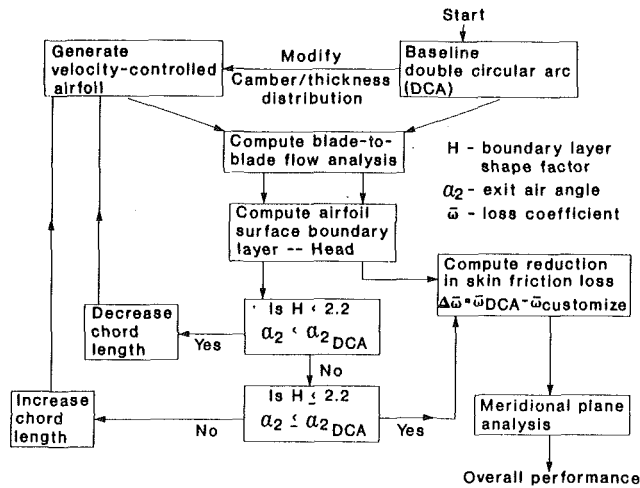 Start
Generate
velocity-controlled
airfoil
Modify
Camber/thickness
distribution
Baseline
double circular arc
(DCA)
Compute blade-to-
blade flow analysis
H - boundary layer
shape factor
α2 - exit air angle
ω̄ - loss coefficient
Compute airfoil
surface boundary
layer -- Head
Compute reduction
in skin friction loss
Δω̄=ω̄DCA-ω̄customize
Is H < 2.2
α2 < α2DCA
Decrease
chord
length
Yes
No
Is H ≤ 2.2
α2 ≤ α2DCA
Increase
chord
length
No
Yes
Meridional plane
analysis
Overall performance